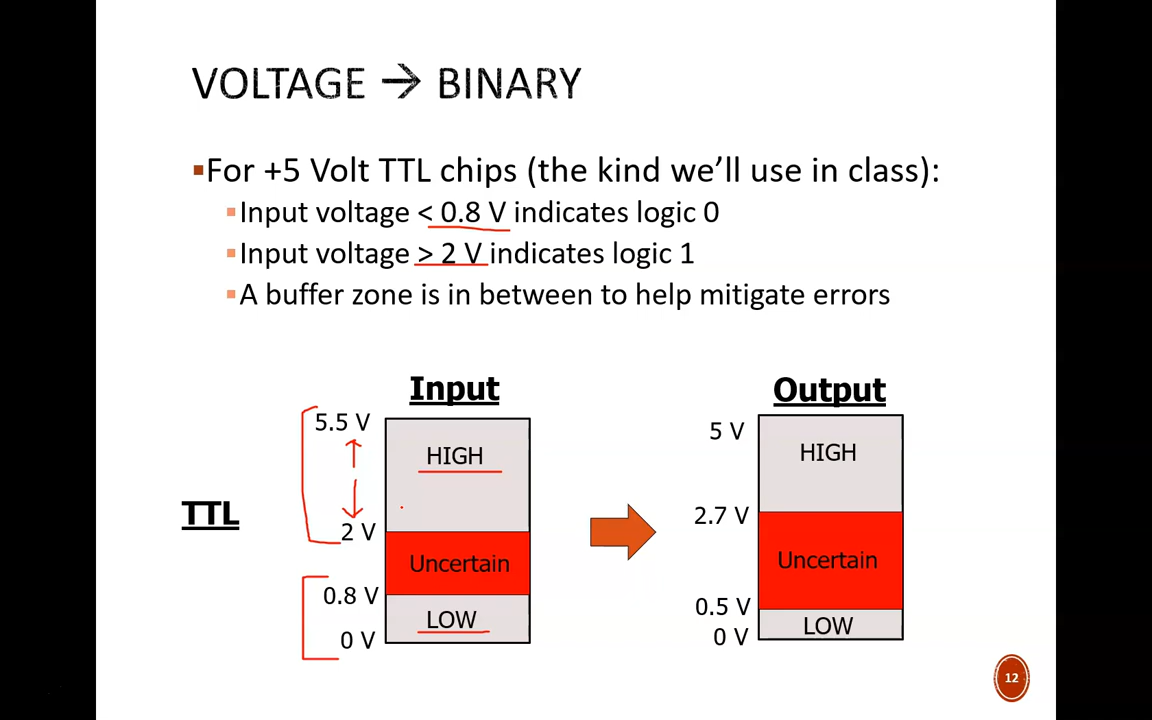 VOLTAGE → BINARY
▪For +5 Volt TTL chips (the kind we’ll use in class):
▪Input voltage < 0.8 V indicates logic 0
▪Input voltage > 2 V indicates logic 1
▪A buffer zone is in between to help mitigate errors
Input
Output
TTL
5.5 V
HIGH
2 V
Uncertain
0.8 V
LOW
0 V
5 V
HIGH
2.7 V
Uncertain
0.5 V
LOW
0 V
12